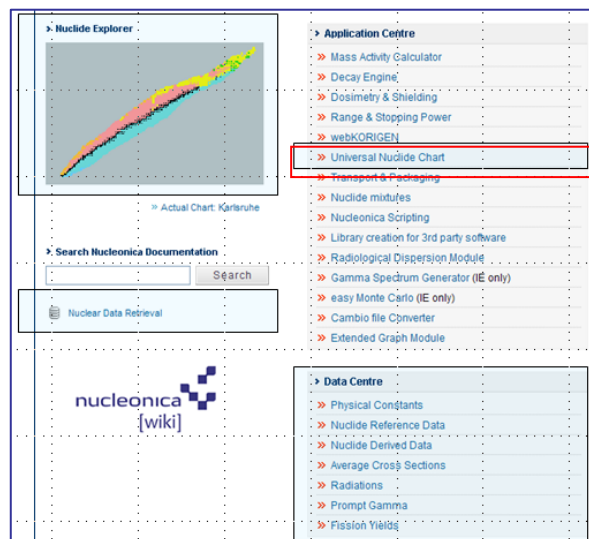 Nuclide Explorer
» Actual Chart: Karlsruhe
Search Nucleonica Documentation
Search
Nuclear Data Retrieval
nucleonica
[wiki]
Application Centre
» Mass Activity Calculator
» Decay Engine
» Dosimetry & Shielding
» Range & Stopping Power
» webKORIGEN
» Universal Nuclide Chart
» Transport & Packaging
» Nuclide mixtures
» Nucleonica Scripting
» Library creation for 3rd party software
» Radiological Dispersion Module
» Gamma Spectrum Generator (IE only)
» easy Monte Carlo (IE only)
» Cambio file Converter
» Extended Graph Module
Data Centre
» Physical Constants
» Nuclide Reference Data
» Nuclide Derived Data
» Average Cross Sections
» Radiations
» Prompt Gamma
» Fission Yields